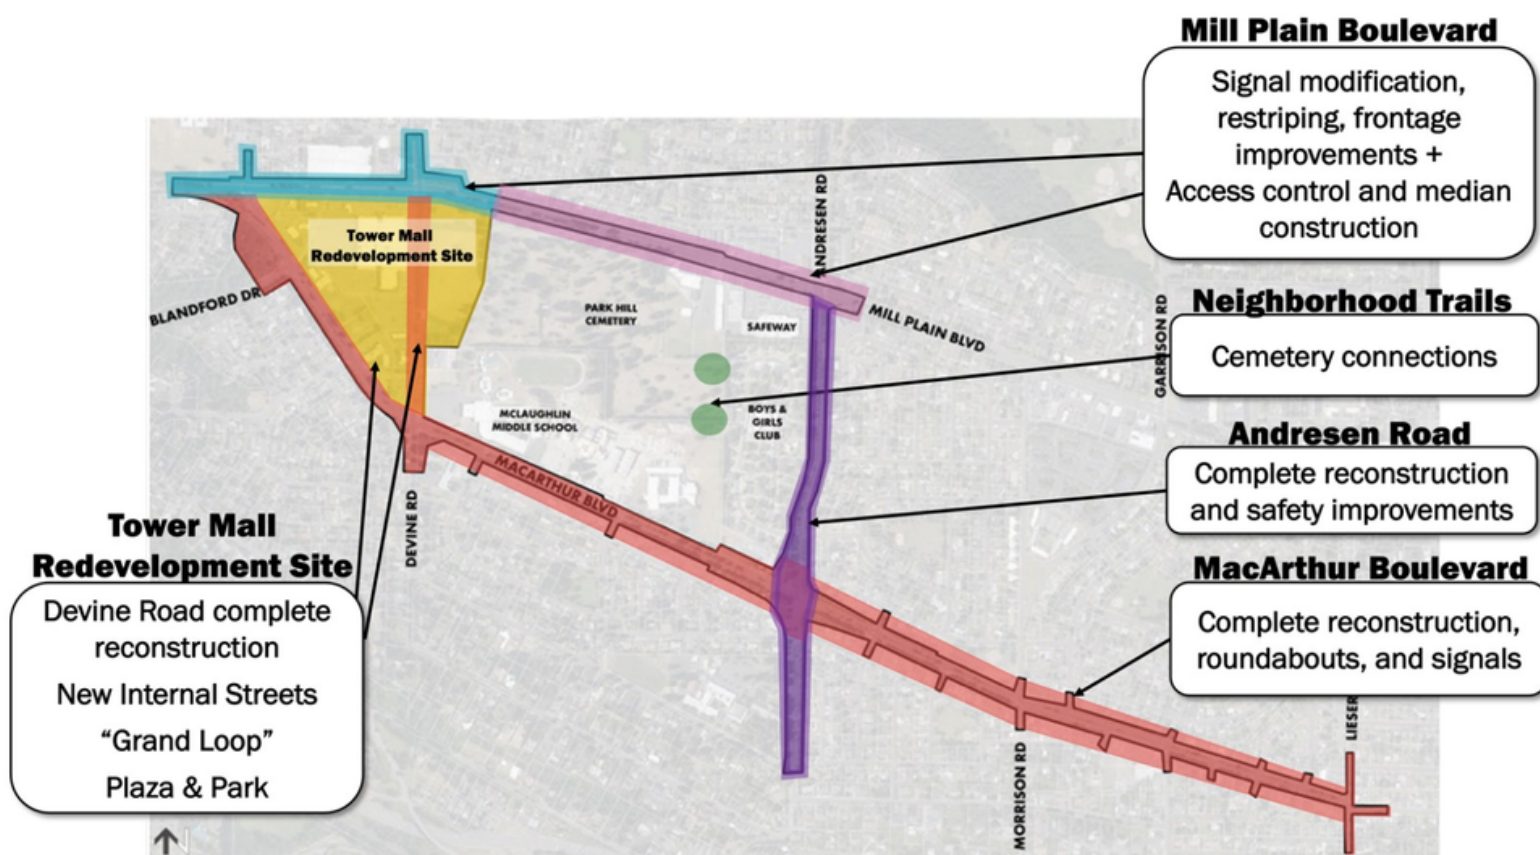 Mill Plain Boulevard
Signal modification,
restriping, frontage
improvements +
Access control and median
construction
Neighborhood Trails
Cemetery connections
Andresen Road
Complete reconstruction
and safety improvements
MacArthur Boulevard
Complete reconstruction,
roundabouts, and signals
Tower Mall
Redevelopment Site
Devine Road complete
reconstruction
New Internal Streets
“Grand Loop”
Plaza & Park
Tower Mall
Redevelopment Site
BLANDFORD DR
PARK HILL
CEMETERY
SAFEWAY
ANDRESEN RD
MILL PLAIN BLVD
GARRISON RD
MCLAUGHLIN
MIDDLE SCHOOL
BOYS &
GIRLS
CLUB
MACARTHUR BLVD
DEVINE RD
MORRISON RD
LIESER